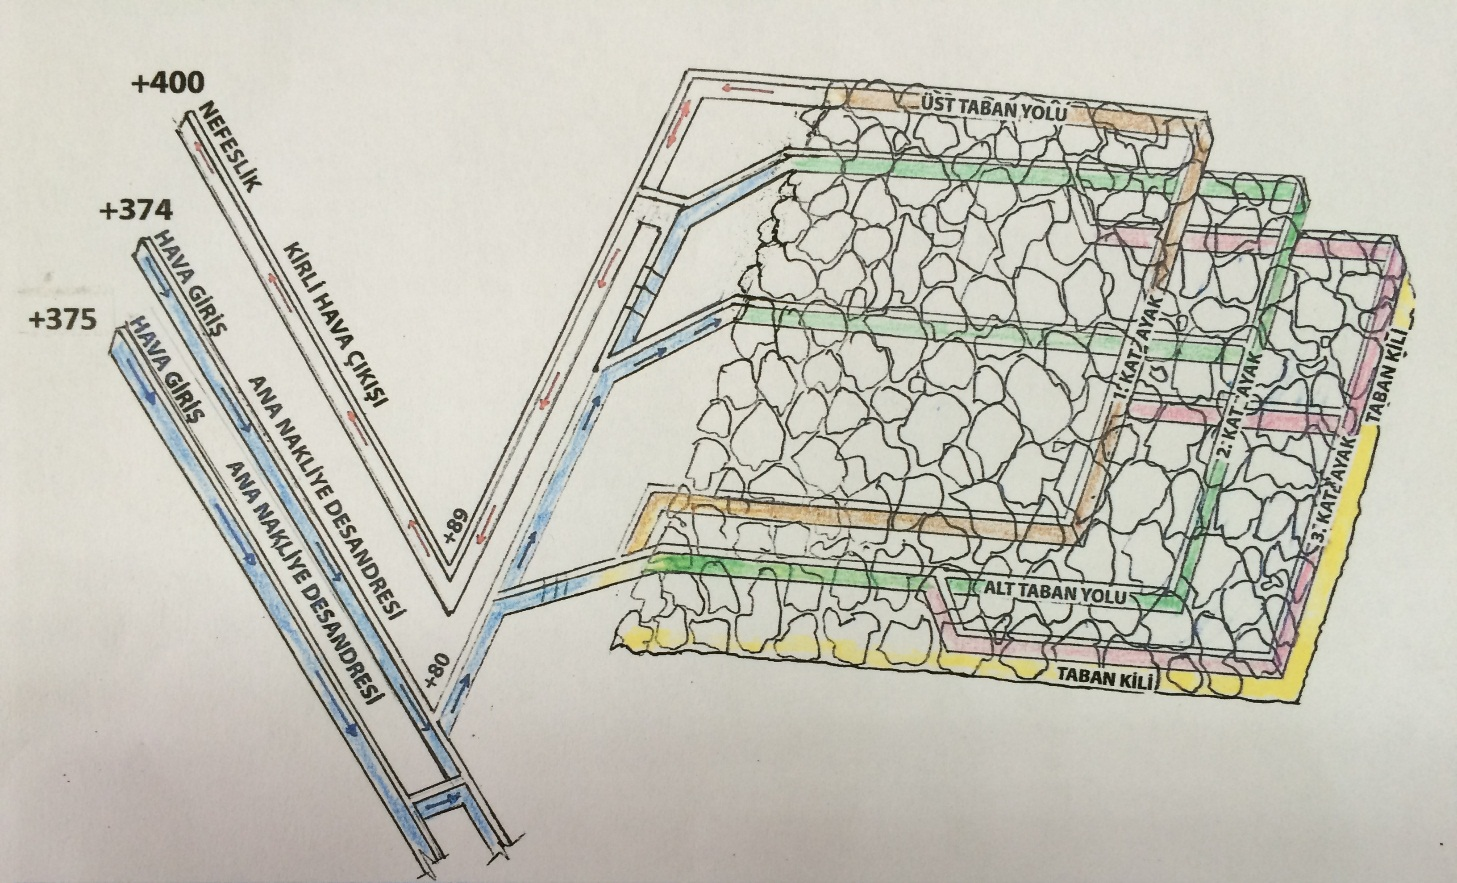 +400
NEFESLİK
KİRLİ HAVA ÇIKIŞI
+374
HAVA GİRİŞ
ANA NAKLİYE DESANDRESİ
+375
HAVA GİRİŞ
ANA NAKLİYE DESANDRESİ
+89
+80
ÜST TABAN YOLU
1. KAT AYAK
2. KAT AYAK
3. KAT AYAK
TABAN KİLİ
ALT TABAN YOLU
TABAN KİLİ